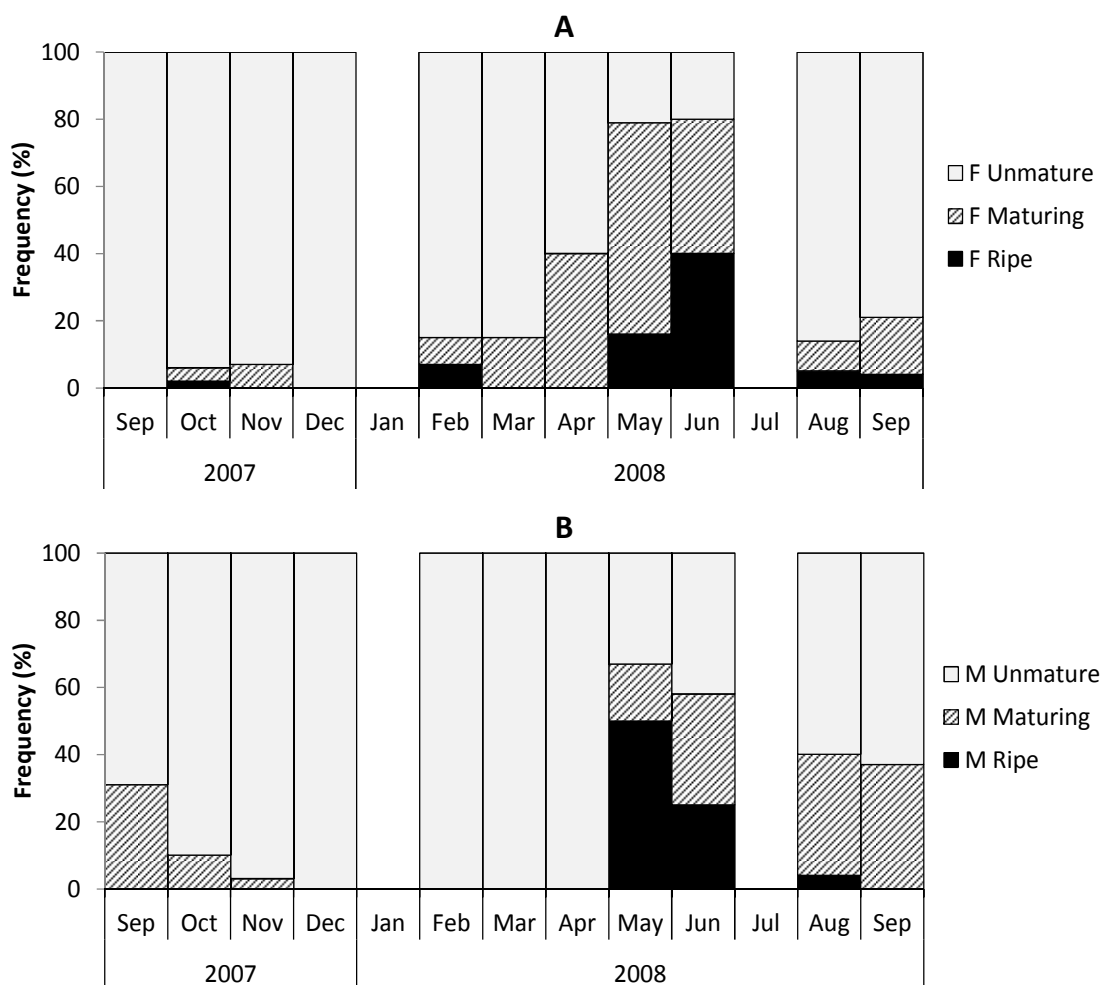 A
100
80
60
40
20
0
Frequency (%)
F Unmature
F Maturing
F Ripe
Sep Oct Nov Dec Jan Feb Mar Apr May Jun Jul Aug Sep
2007 2008
B
100
80
60
40
20
0
Frequency (%)
M Unmature
M Maturing
M Ripe
Sep Oct Nov Dec Jan Feb Mar Apr May Jun Jul Aug Sep
2007 2008